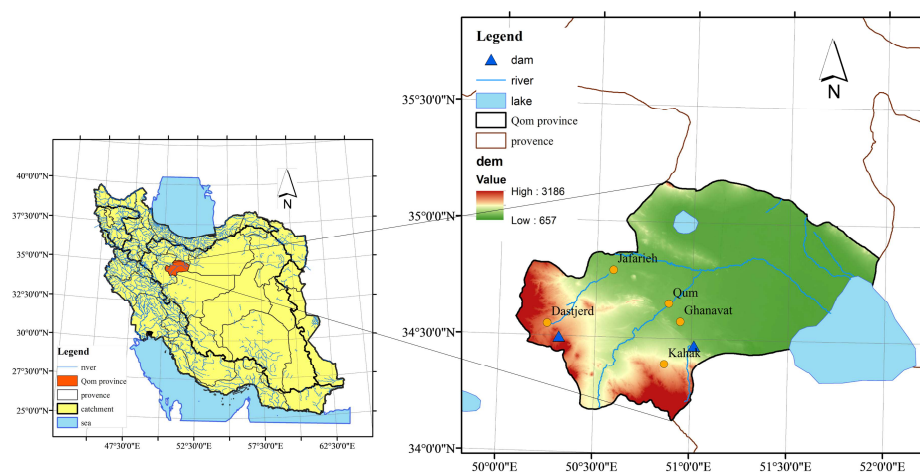 40°0'0"N
37°30'0"N
35°0'0"N
32°30'0"N
30°0'0"N
27°30'0"N
25°0'0"N
N
Legend
river
Qom province
provence
catchment
sea
47°30'0"E
52°30'0"E
57°30'0"E
62°30'0"E
Legend
dam
river
lake
Qom province
provence
dem
Value
High : 3186
Low : 657
N
35°30'0"N
35°0'0"N
34°30'0"N
34°0'0"N
Jafarieh
Qum
Dastjerd
Ghanavat
Kahak
50°0'0"E
50°30'0"E
51°0'0"E
51°30'0"E
52°0'0"E